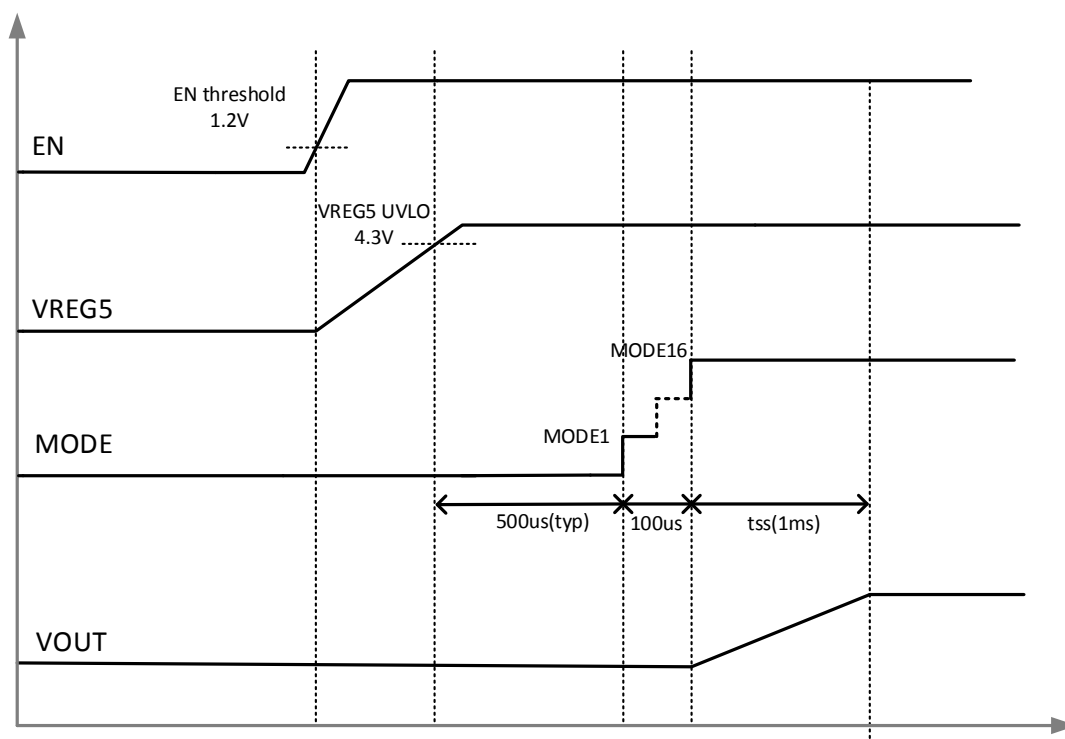 EN threshold
1.2V
EN
VREG5 UVLO
4.3V
VREG5
MODE16
MODE1
MODE
500us(typ)
100us
tss(1ms)
VOUT